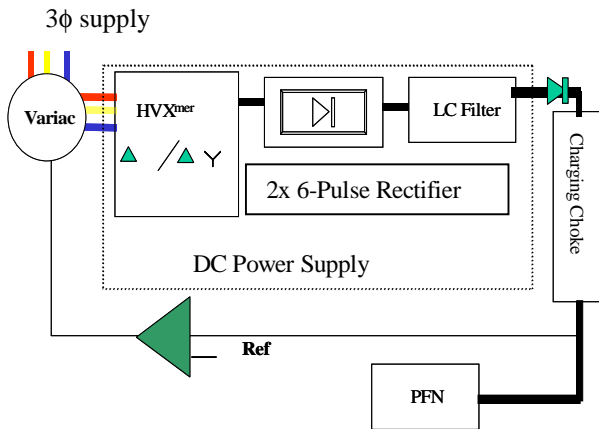 3ϕ supply
Variac
HVXmer
/ Y
LC Filter
Charging Choke
2x 6-Pulse Rectifier
DC Power Supply
Ref
PFN